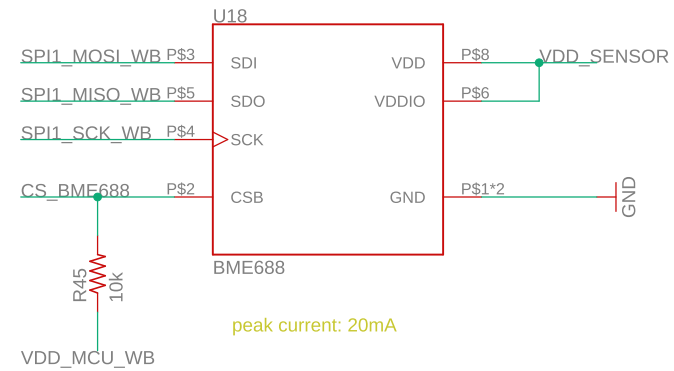 U18
SPI1_MOSI_WB P$3 SDI VDD P$8 VDD_SENSOR
SPI1_MISO_WB P$5 SDO VDDIO P$6
SPI1_SCK_WB P$4 SCK
CS_BME688 P$2 CSB GND P$1*2 GND
BME688
R45 10k
peak current: 20mA
VDD_MCU_WB